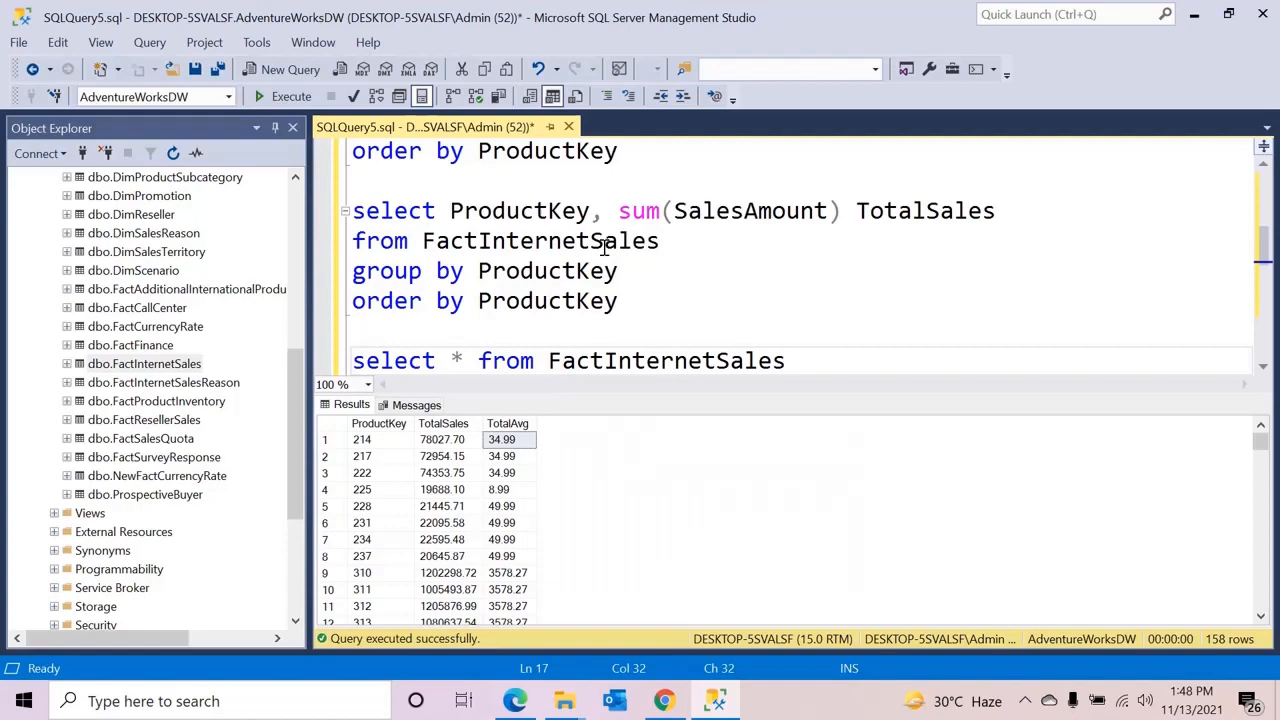 SQLQuery5.sql - DESKTOP-5SVALSF.AdventureWorksDW (DESKTOP-5SVALSF\Admin (52))* - Microsoft SQL Server Management Studio
Quick Launch (Ctrl+Q)
File Edit View Query Project Tools Window Help
New Query MDX DMX XMLA DAX
AdventureWorksDW Execute
Object Explorer
SQLQuery5.sql - D...SVALSF\Admin (52))*
Connect
dbo.DimProductSubcategory
dbo.DimPromotion
dbo.DimReseller
dbo.DimSalesReason
dbo.DimSalesTerritory
dbo.DimScenario
dbo.FactAdditionalInternationalProdu
dbo.FactCallCenter
dbo.FactCurrencyRate
dbo.FactFinance
dbo.FactInternetSales
dbo.FactInternetSalesReason
dbo.FactProductInventory
dbo.FactResellerSales
dbo.FactSalesQuota
dbo.FactSurveyResponse
dbo.NewFactCurrencyRate
dbo.ProspectiveBuyer
Views
External Resources
Synonyms
Programmability
Service Broker
Storage
Security
order by ProductKey
select ProductKey, sum(SalesAmount) TotalSales
from FactInternetSales
group by ProductKey
order by ProductKey
select * from FactInternetSales
100 %
Results Messages
ProductKey TotalSales TotalAvg
1 214 78027.70 34.99
2 217 72954.15 34.99
3 222 74353.75 34.99
4 225 19688.10 8.99
5 228 21445.71 49.99
6 231 22095.58 49.99
7 234 22595.48 49.99
8 237 20645.87 49.99
9 310 1202298.72 3578.27
10 311 1005493.87 3578.27
11 312 1205876.99 3578.27
12 313 1080637.54 3578.27
Query executed successfully. DESKTOP-5SVALSF (15.0 RTM) DESKTOP-5SVALSF\Admin ... AdventureWorksDW 00:00:00 158 rows
Ready Ln 17 Col 32 Ch 32 INS
Type here to search 30°C Haze 1:48 PM
11/13/2021 26